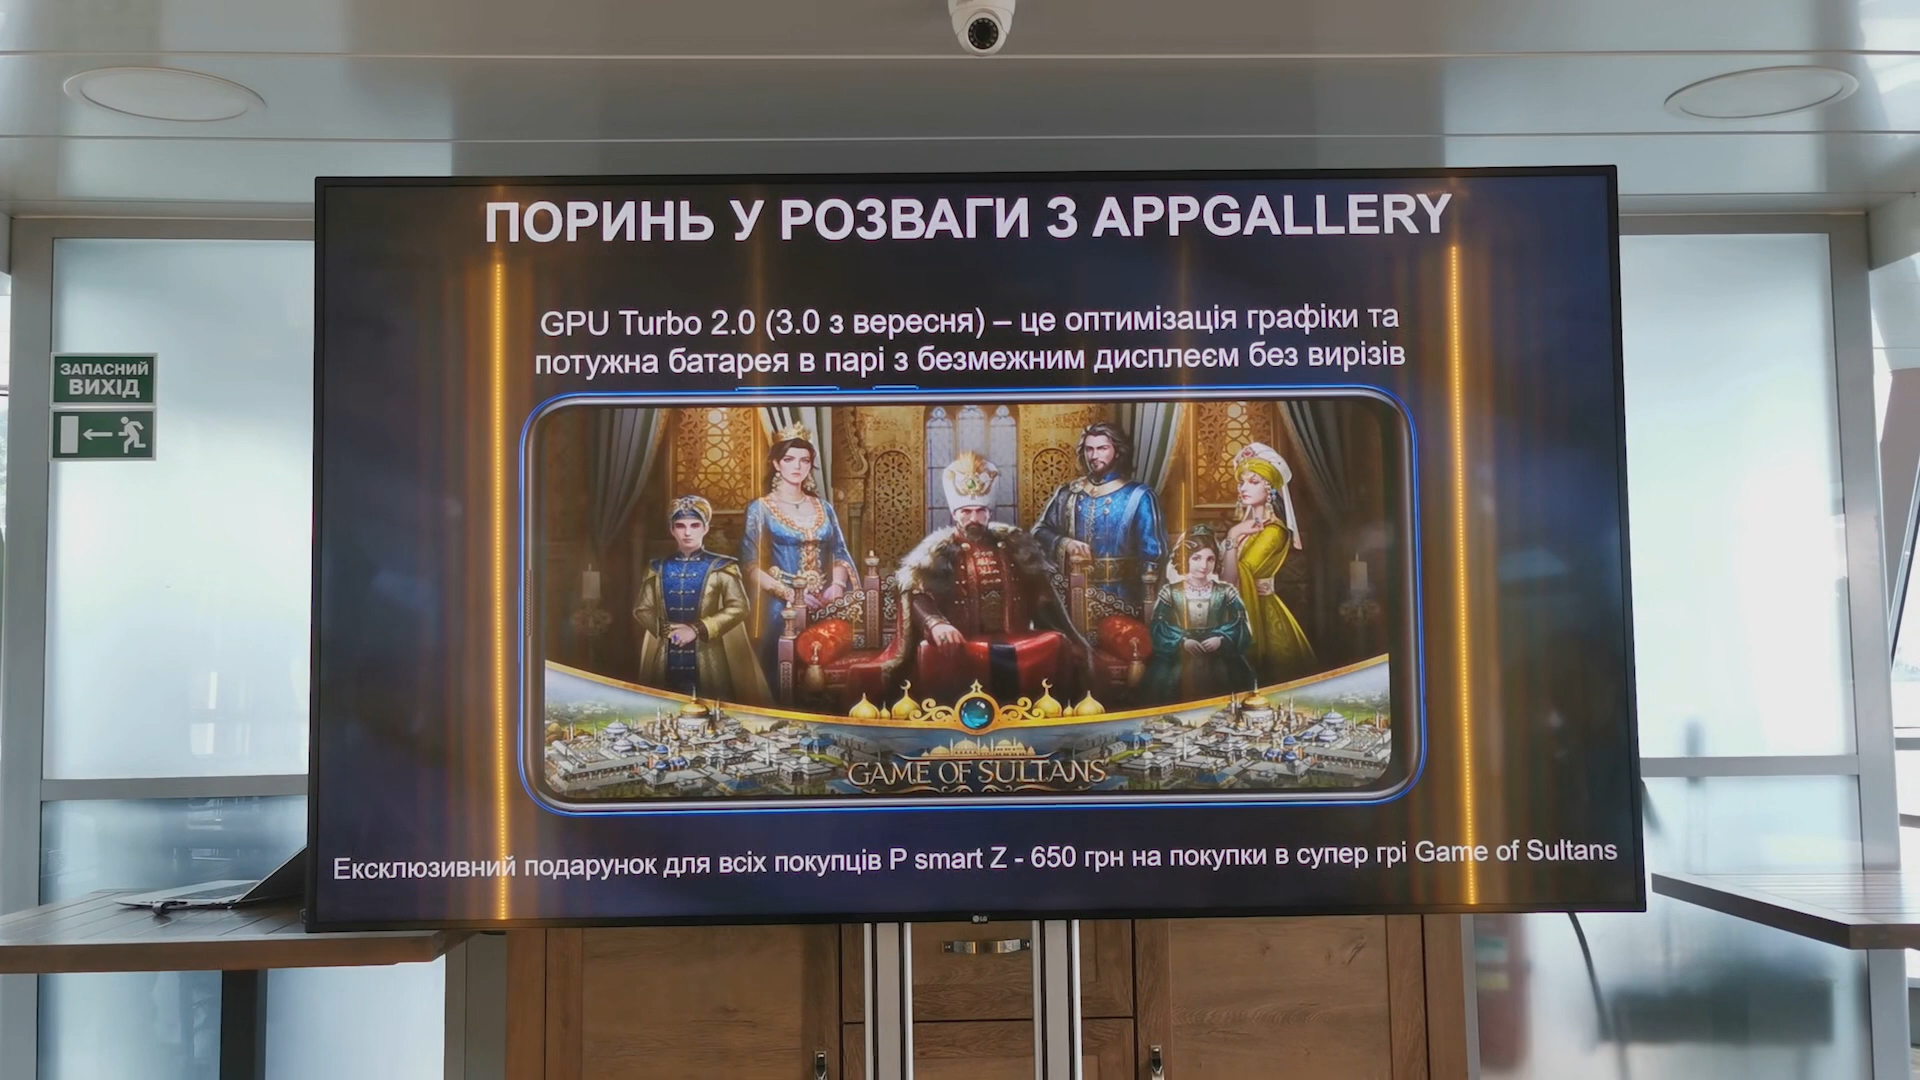 ПОРИНЬ У РОЗВАГИ З APPGALLERY
GPU Turbo 2.0 (3.0 з вересня) – це оптимізація графіки та
потужна батарея в парі з безмежним дисплеєм без вирізів
ЗАПАСНИЙ
ВИХІД
GAME OF SULTANS
Ексклюзивний подарунок для всіх покупців P smart Z - 650 грн на покупки в супер грі Game of Sultans
LG